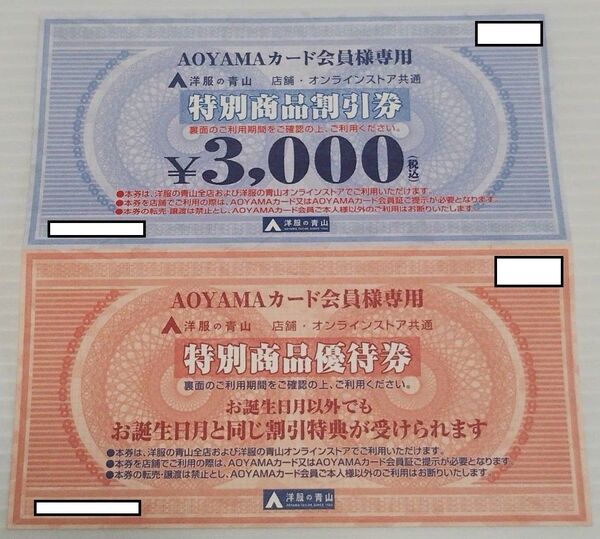 AOYAMAカード会員様専用
洋服の青山 店舗・オンラインストア共通
特別商品割引券
裏面のご利用期間をご確認の上、ご利用ください。
¥3,000(税込)
●本券は、洋服の青山全店および洋服の青山オンラインストアでご利用いただけます。
●本券を店舗でご利用の際は、AOYAMAカード又はAOYAMAカード会員証ご提示が必要となります。
●本券の転売・譲渡は禁止とし、AOYAMAカード会員ご本人様以外のご利用はお断りいたします。
洋服の青山
AOYAMA TAILOR SINCE 1964
AOYAMAカード会員様専用
洋服の青山 店舗・オンラインストア共通
特別商品優待券
裏面のご利用期間をご確認の上、ご利用ください。
お誕生日月以外でも
お誕生日月と同じ割引特典が受けられます
●本券は、洋服の青山全店および洋服の青山オンラインストアでご利用いただけます。
●本券を店舗でご利用の際は、AOYAMAカード又はAOYAMAカード会員証ご提示が必要となります。
●本券の転売・譲渡は禁止とし、AOYAMAカード会員ご本人様以外のご利用はお断りいたします。
洋服の青山
AOYAMA TAILOR SINCE 1964